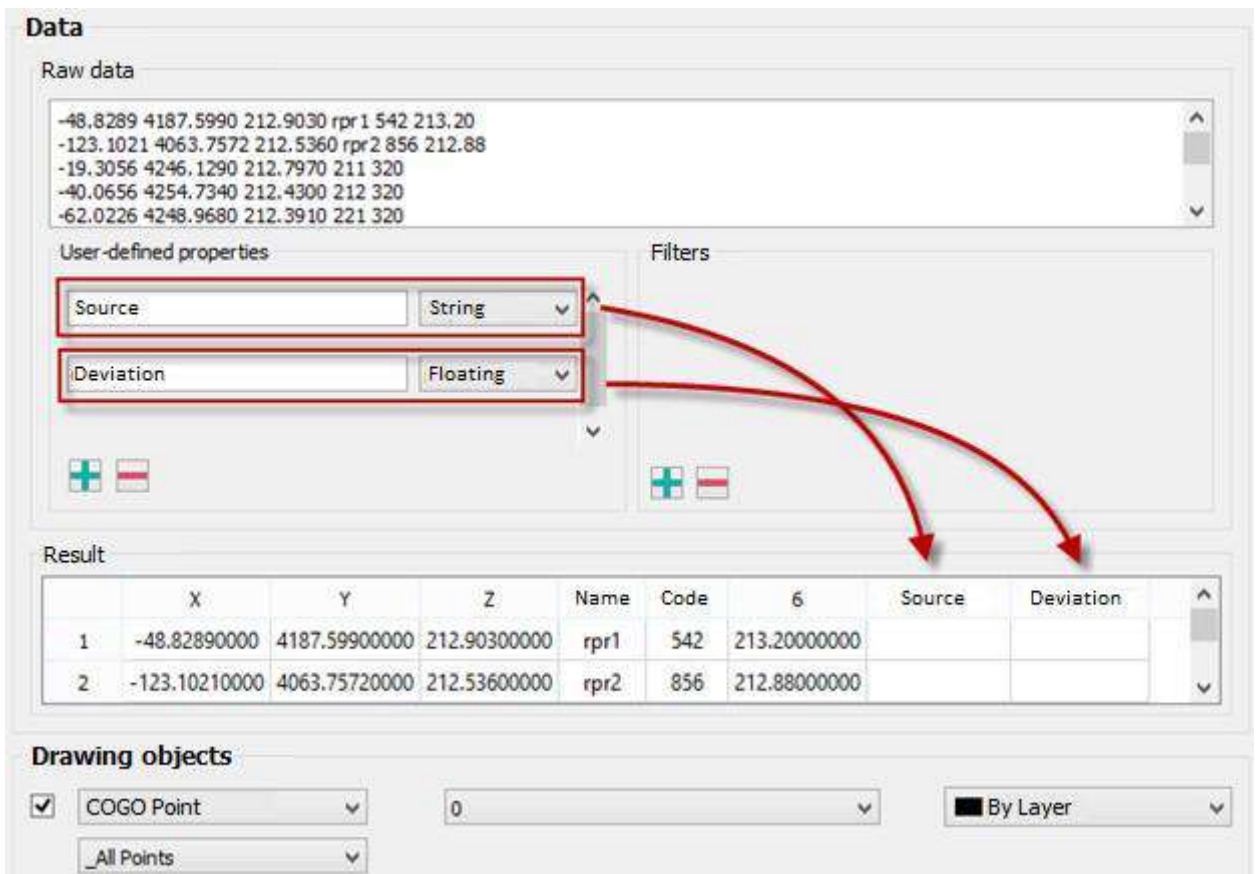 Data
Raw data
-48.8289 4187.5990 212.9030 rpr1 542 213.20
-123.1021 4063.7572 212.5360 rpr2 856 212.88
-19.3056 4246.1290 212.7970 211 320
-40.0656 4254.7340 212.4300 212 320
-62.0226 4248.9680 212.3910 221 320
User-defined properties
Filters
Source String
Deviation Floating
Result
X Y Z Name Code 6 Source Deviation
1 -48.82890000 4187.59900000 212.90300000 rpr1 542 213.20000000
2 -123.10210000 4063.75720000 212.53600000 rpr2 856 212.88000000
Drawing objects
COGO Point 0 By Layer
_All Points